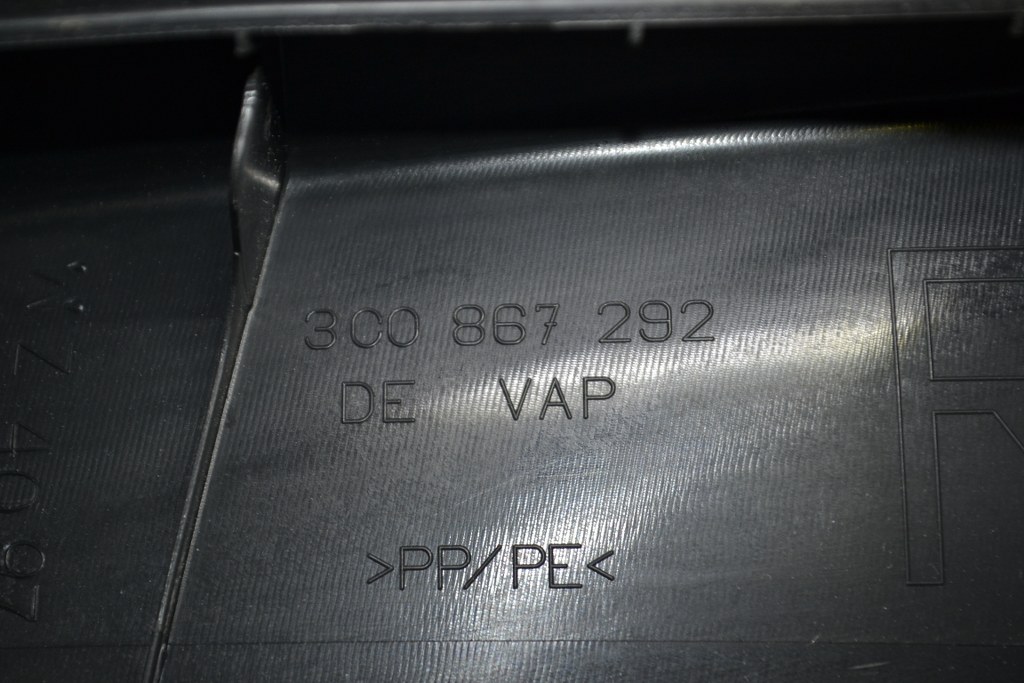 3C0 867 292
DE VAP
>PP/PE<
R